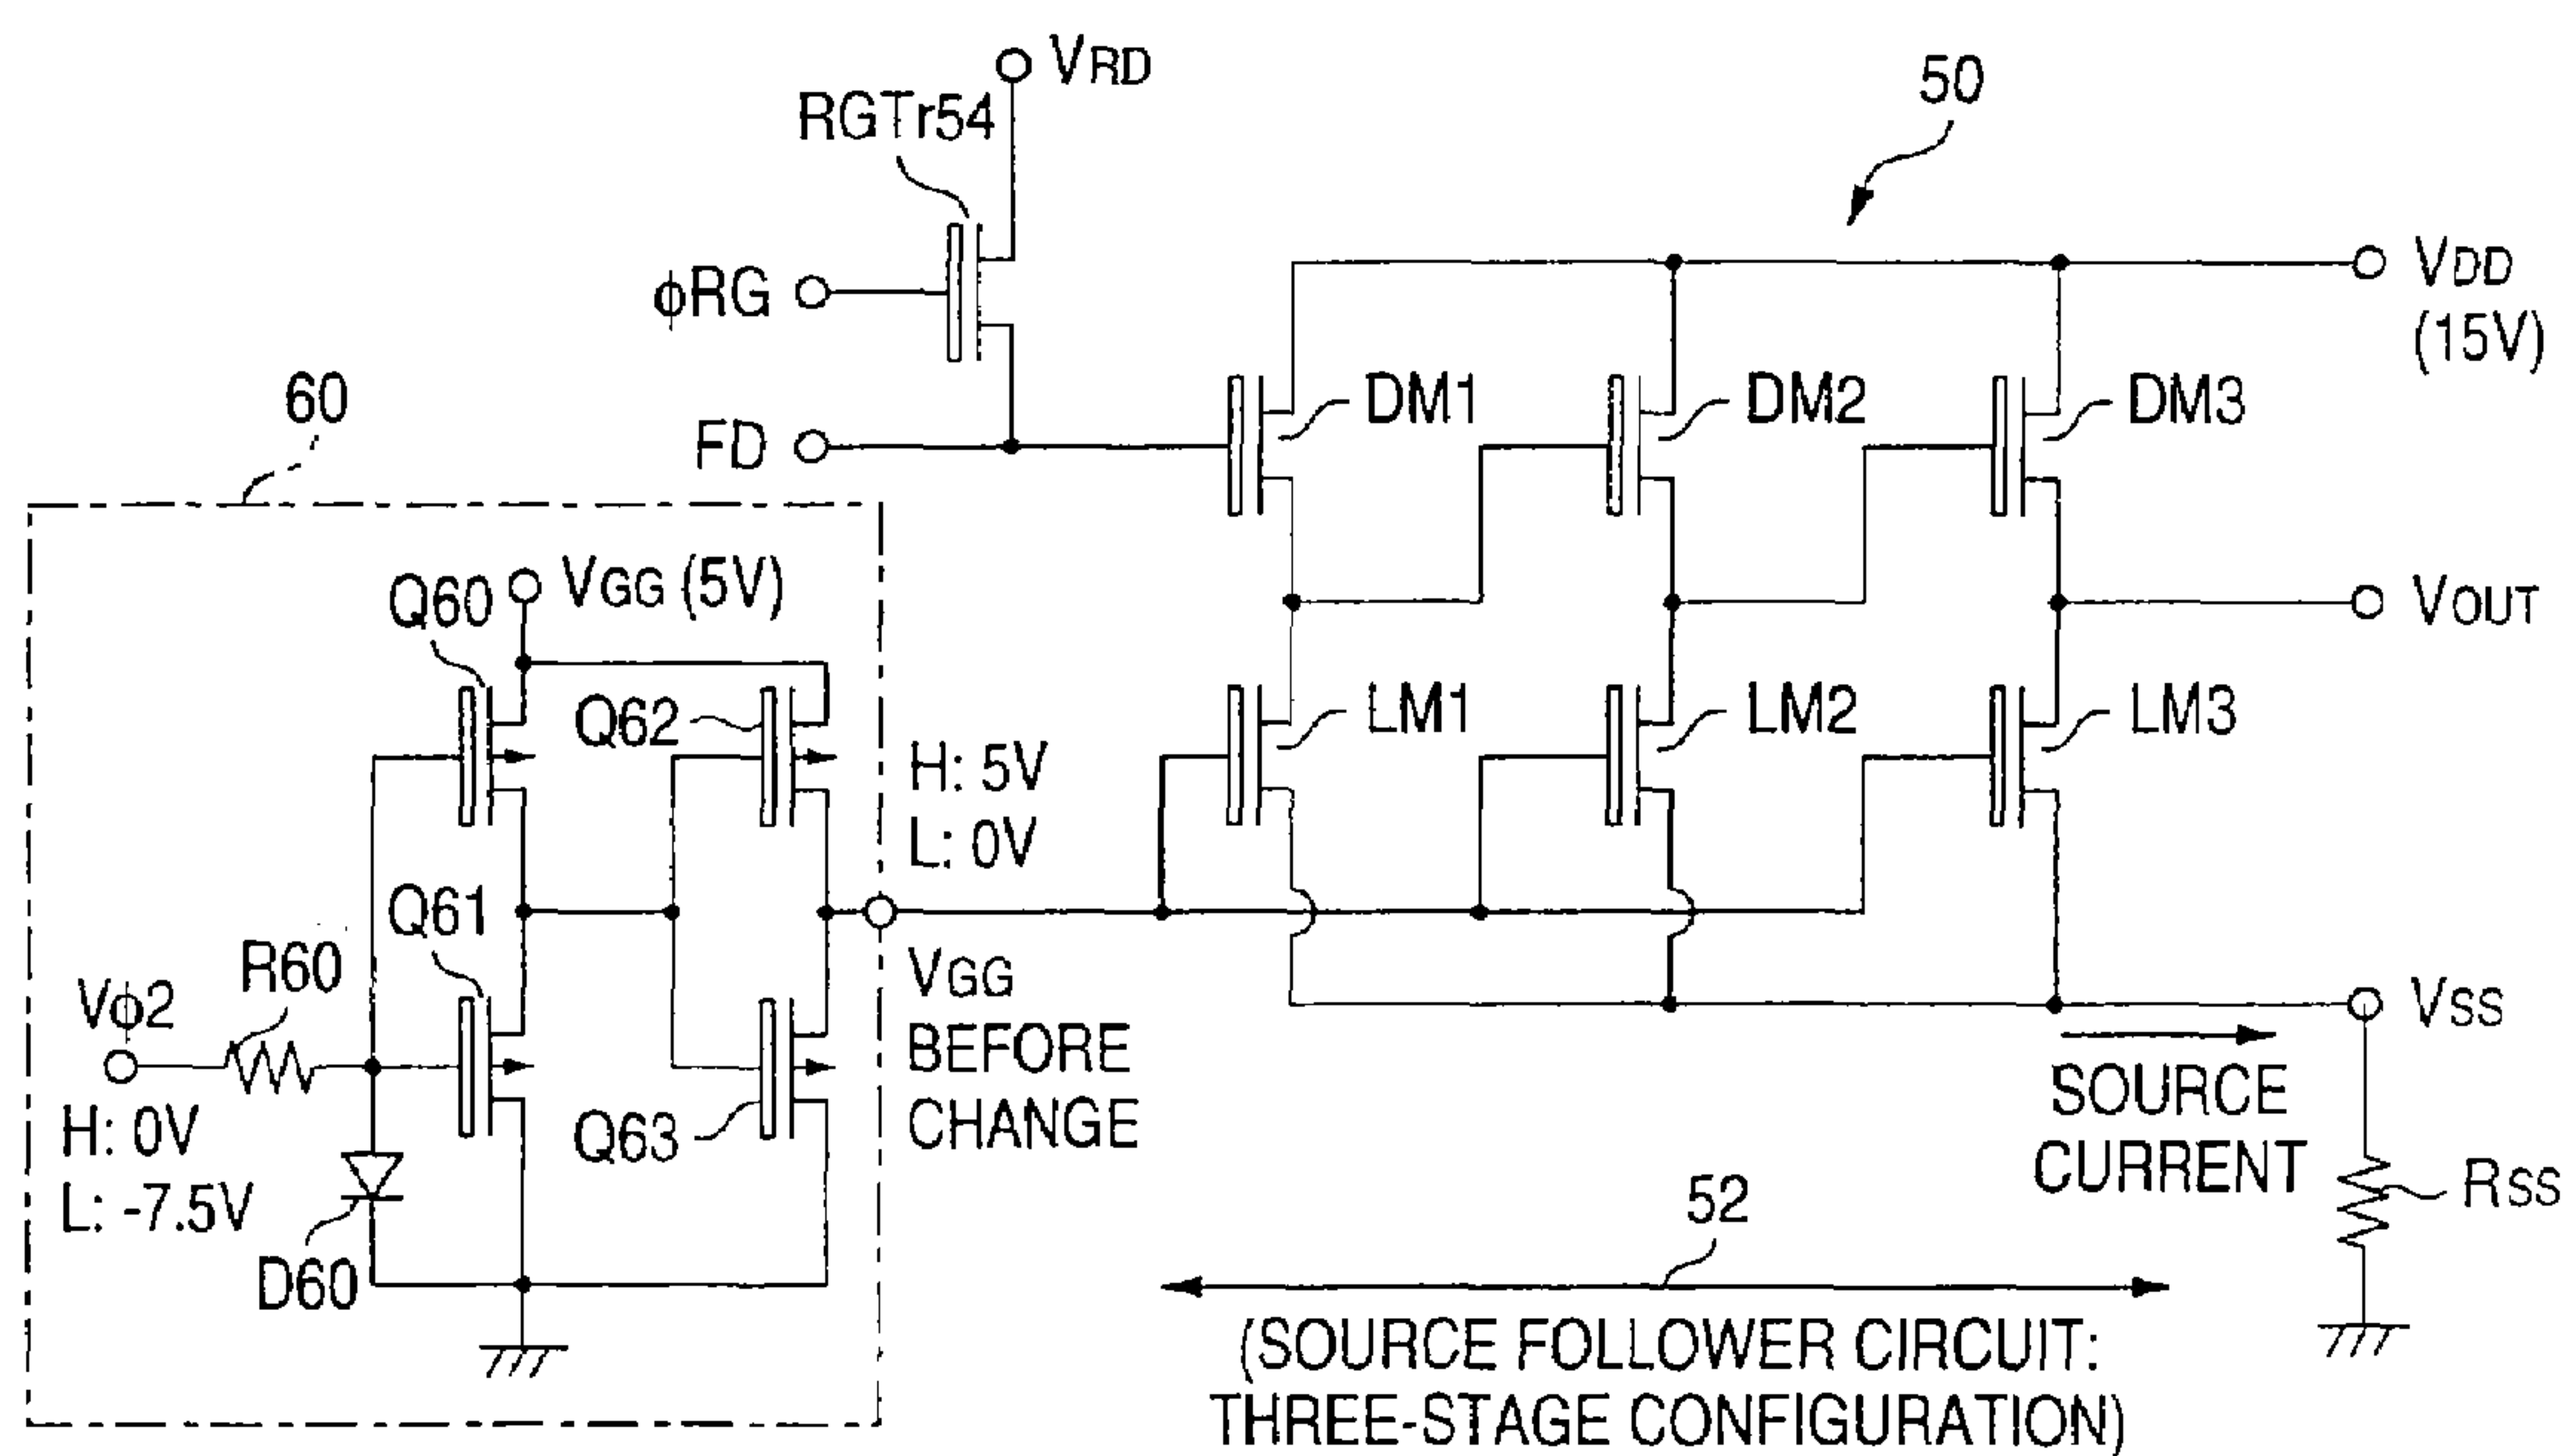 VRD
RGTr54
50
φRG
VDD
(15V)
60
FD
DM1
DM2
DM3
Q60
VGG (5V)
VOUT
Q62
H: 5V
L: 0V
LM1
LM2
LM3
Q61
R60
Vφ2
VGG
BEFORE
CHANGE
VSS
H: 0V
L: -7.5V
Q63
SOURCE
CURRENT
RSS
D60
52
(SOURCE FOLLOWER CIRCUIT:
THREE-STAGE CONFIGURATION)